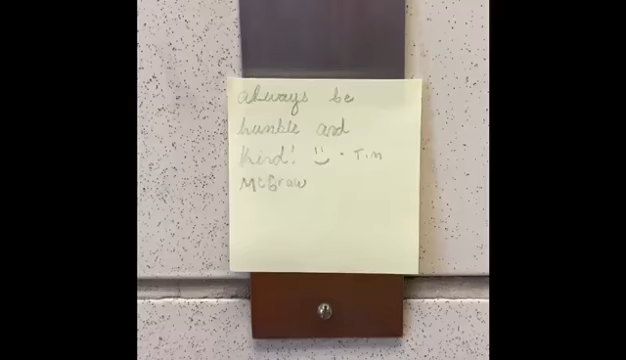 always be
humble and
kind! :) • Tim
McGraw